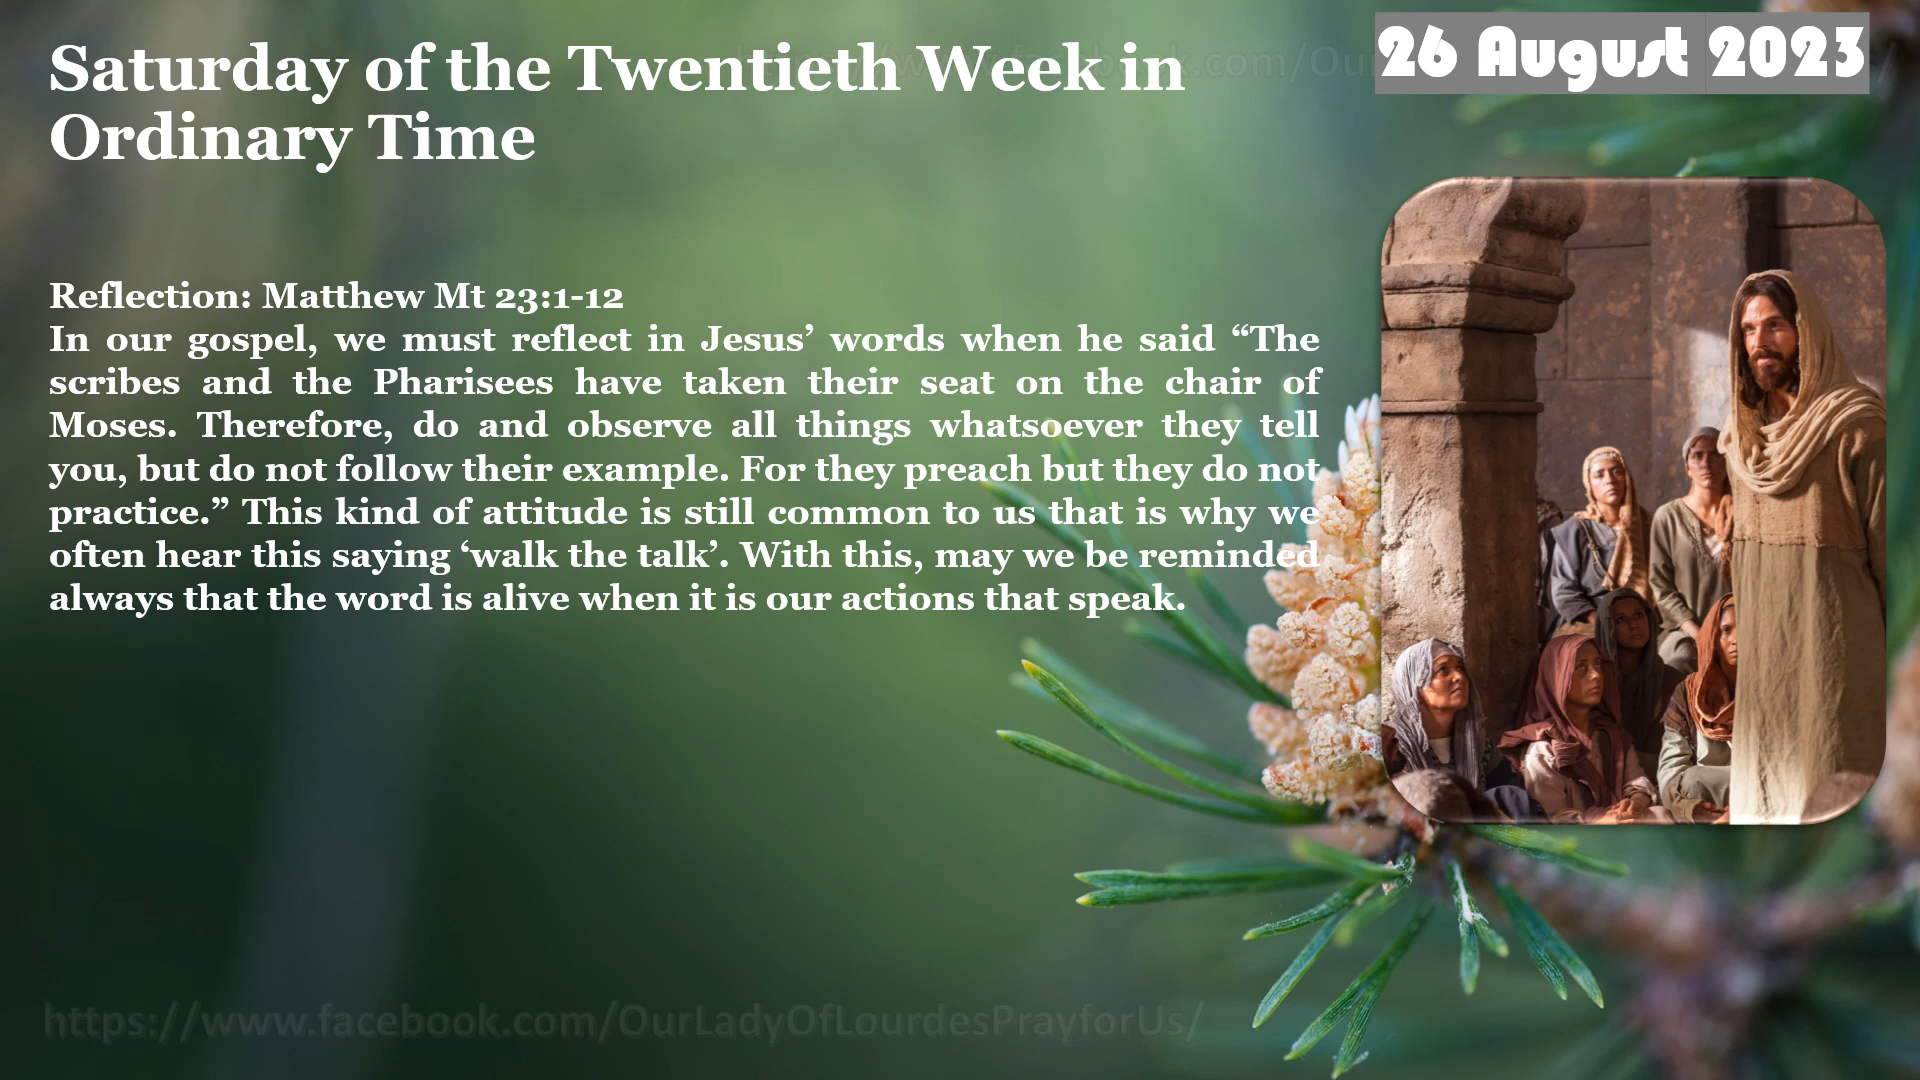 Saturday of the Twentieth Week in
Ordinary Time
26 August 2023
Reflection: Matthew Mt 23:1-12
In our gospel, we must reflect in Jesus’ words when he said “The
scribes and the Pharisees have taken their seat on the chair of
Moses. Therefore, do and observe all things whatsoever they tell
you, but do not follow their example. For they preach but they do not
practice.” This kind of attitude is still common to us that is why we
often hear this saying ‘walk the talk’. With this, may we be reminded
always that the word is alive when it is our actions that speak.
https://www.facebook.com/OurLadyOfLourdesPrayforUs/